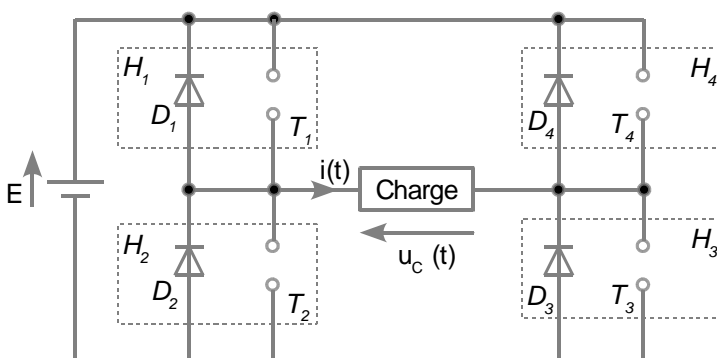 H1
D1
T1
H4
D4
T4
E
i(t)
Charge
uC (t)
H2
D2
T2
H3
D3
T3